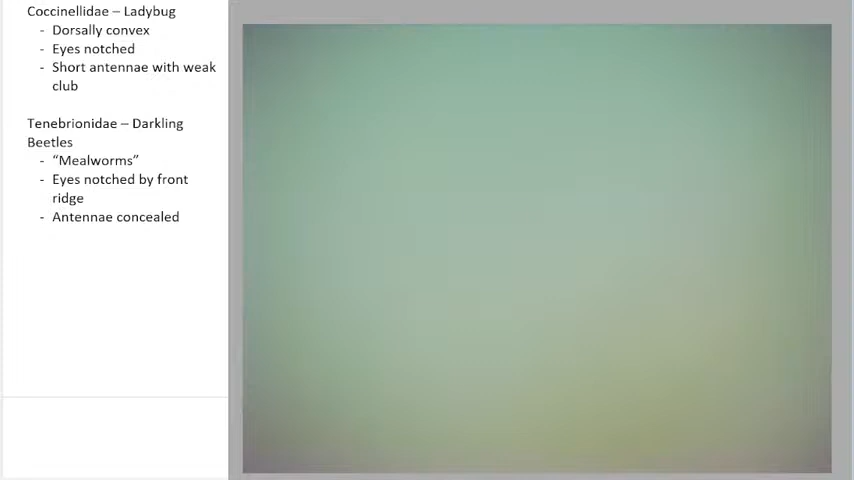 Coccinellidae – Ladybug
- Dorsally convex
- Eyes notched
- Short antennae with weak
club
Tenebrionidae – Darkling
Beetles
- “Mealworms”
- Eyes notched by front
ridge
- Antennae concealed